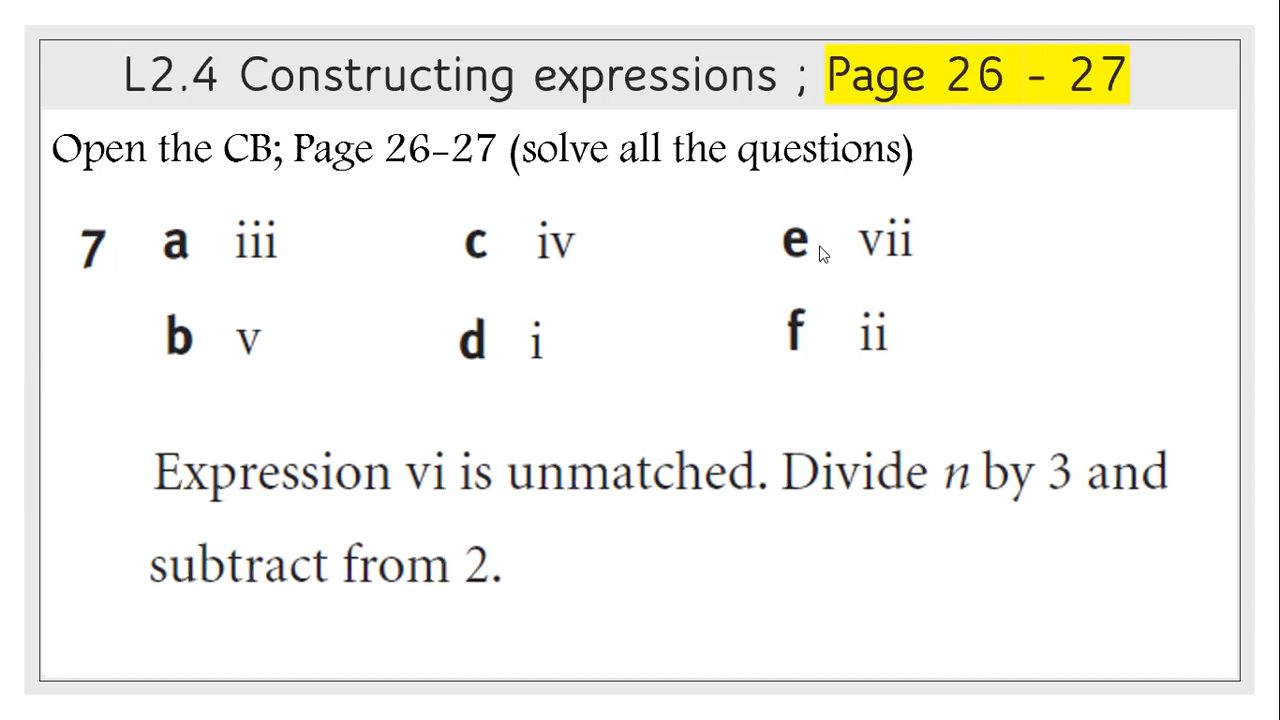 L2.4 Constructing expressions ; Page 26 - 27
Open the CB; Page 26-27 (solve all the questions)
7 a iii c iv e vii
b v d i f ii
Expression vi is unmatched. Divide n by 3 and
subtract from 2.